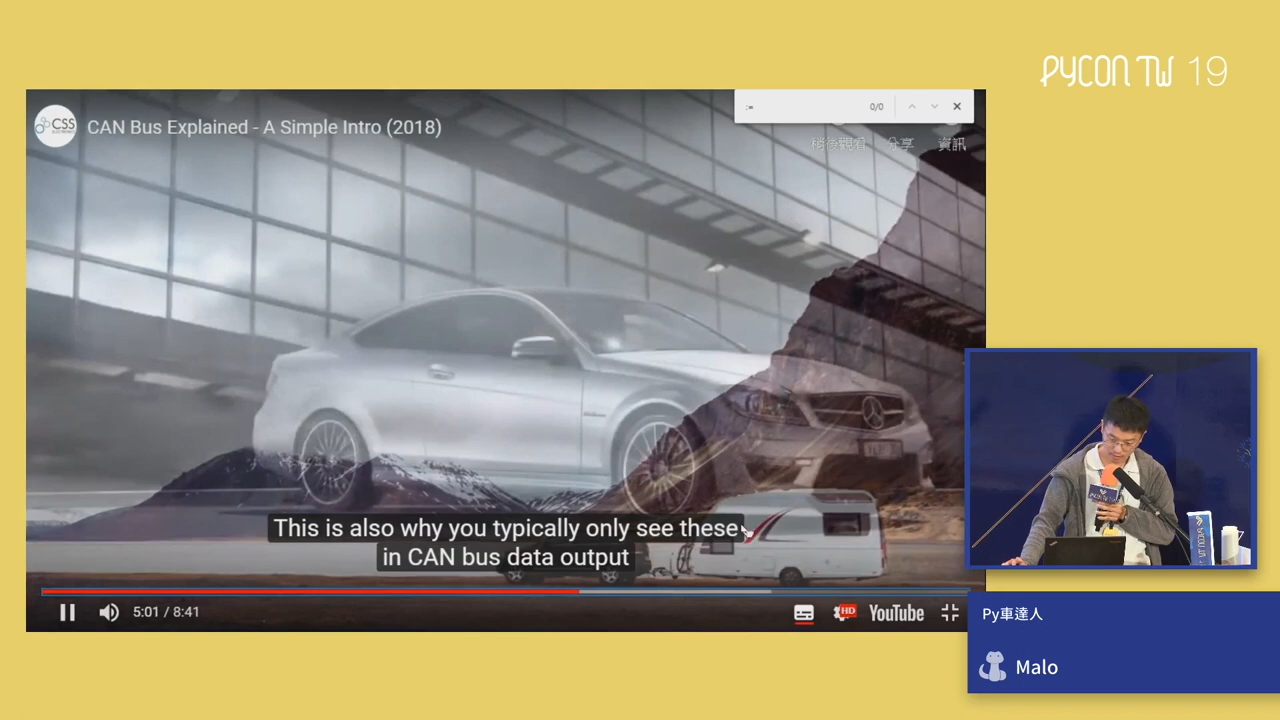 PYCON TW 19
CSS
CAN Bus Explained - A Simple Intro (2018)
:=
0/0
稍後觀看
分享
資訊
This is also why you typically only see these
in CAN bus data output
5:01 / 8:41
HD
YouTube
Py車達人
Malo